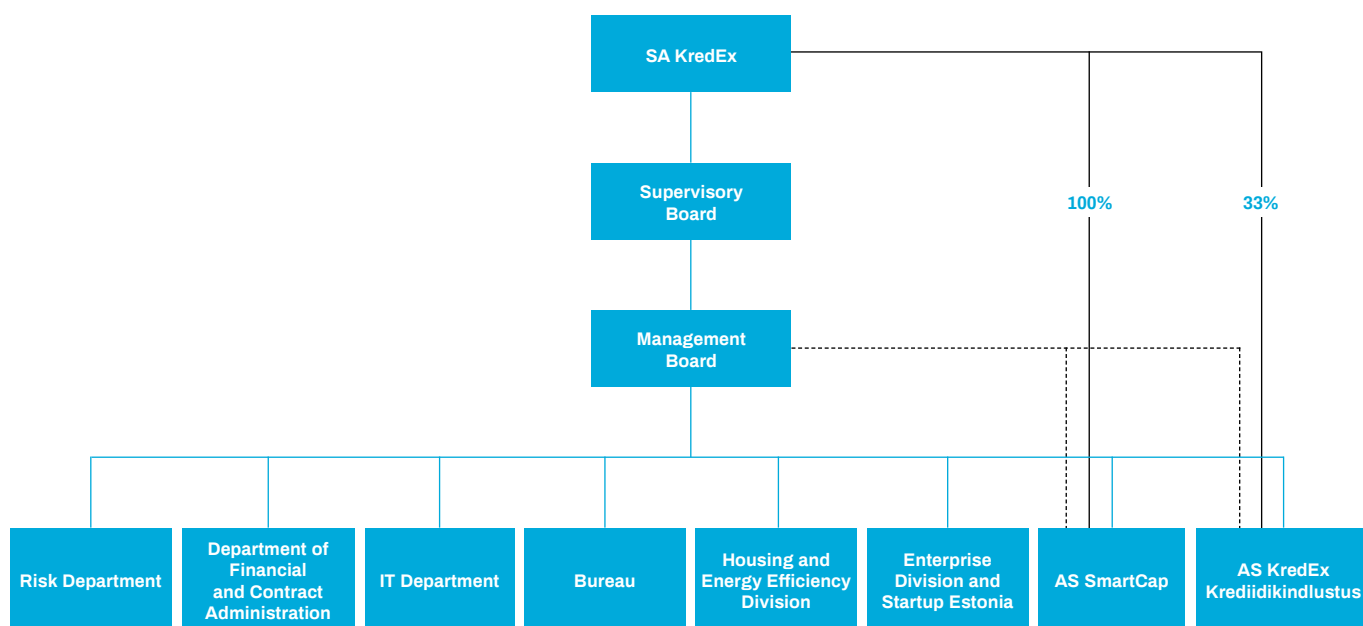 SA KredEx
Supervisory
Board
100%
33%
Management
Board
Risk Department
Department of
Financial
and Contract
Administration
IT Department
Bureau
Housing and
Energy Efficiency
Division
Enterprise
Division and
Startup Estonia
AS SmartCap
AS KredEx
Krediidikindlustus